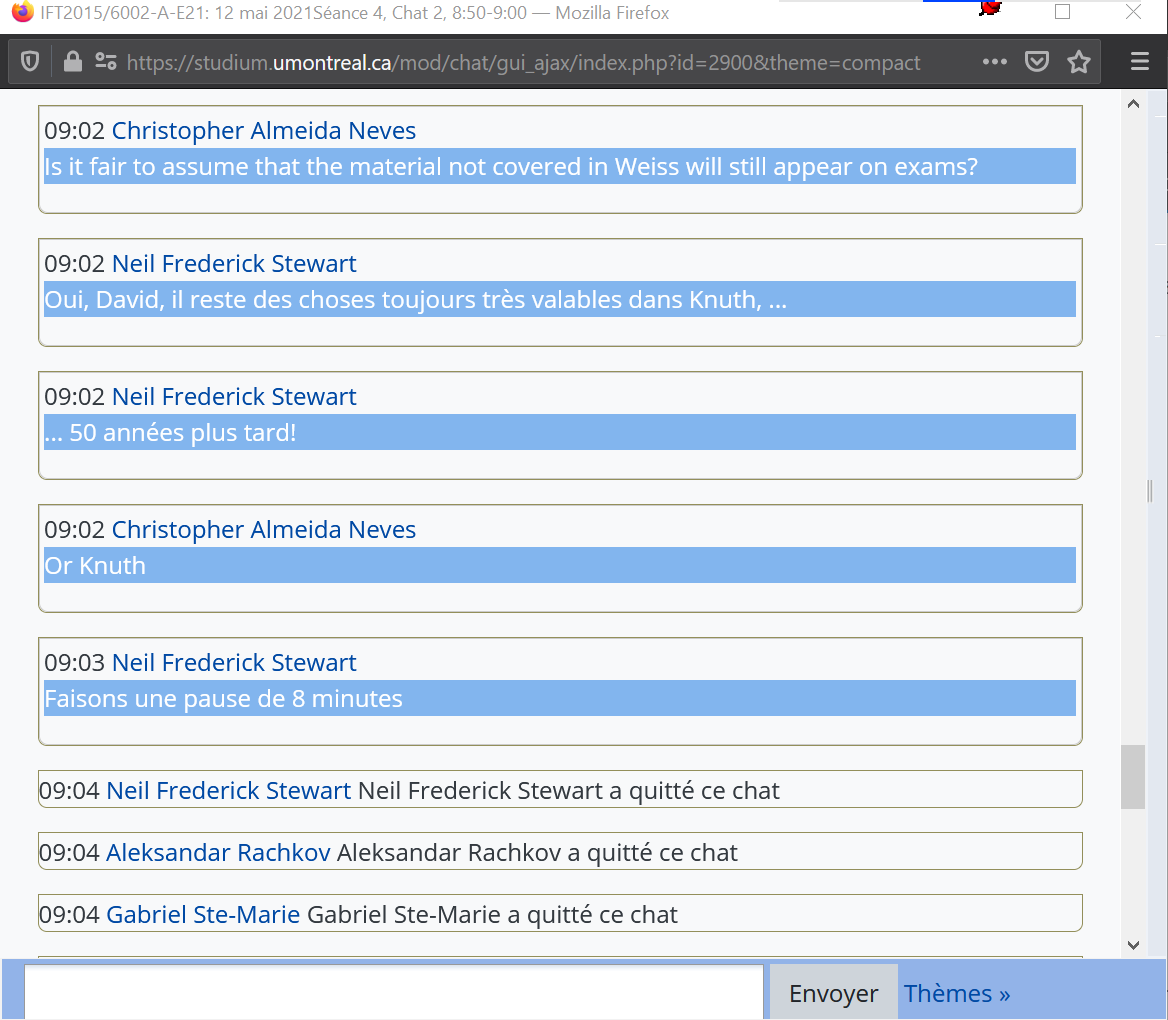 IFT2015/6002-A-E21: 12 mai 2021Séance 4, Chat 2, 8:50-9:00 — Mozilla Firefox
https://studium.umontreal.ca/mod/chat/gui_ajax/index.php?id=2900&theme=compact
09:02 Christopher Almeida Neves
Is it fair to assume that the material not covered in Weiss will still appear on exams?
09:02 Neil Frederick Stewart
Oui, David, il reste des choses toujours très valables dans Knuth, ...
09:02 Neil Frederick Stewart
... 50 années plus tard!
09:02 Christopher Almeida Neves
Or Knuth
09:03 Neil Frederick Stewart
Faisons une pause de 8 minutes
09:04 Neil Frederick Stewart Neil Frederick Stewart a quitté ce chat
09:04 Aleksandar Rachkov Aleksandar Rachkov a quitté ce chat
09:04 Gabriel Ste-Marie Gabriel Ste-Marie a quitté ce chat
Envoyer Thèmes »